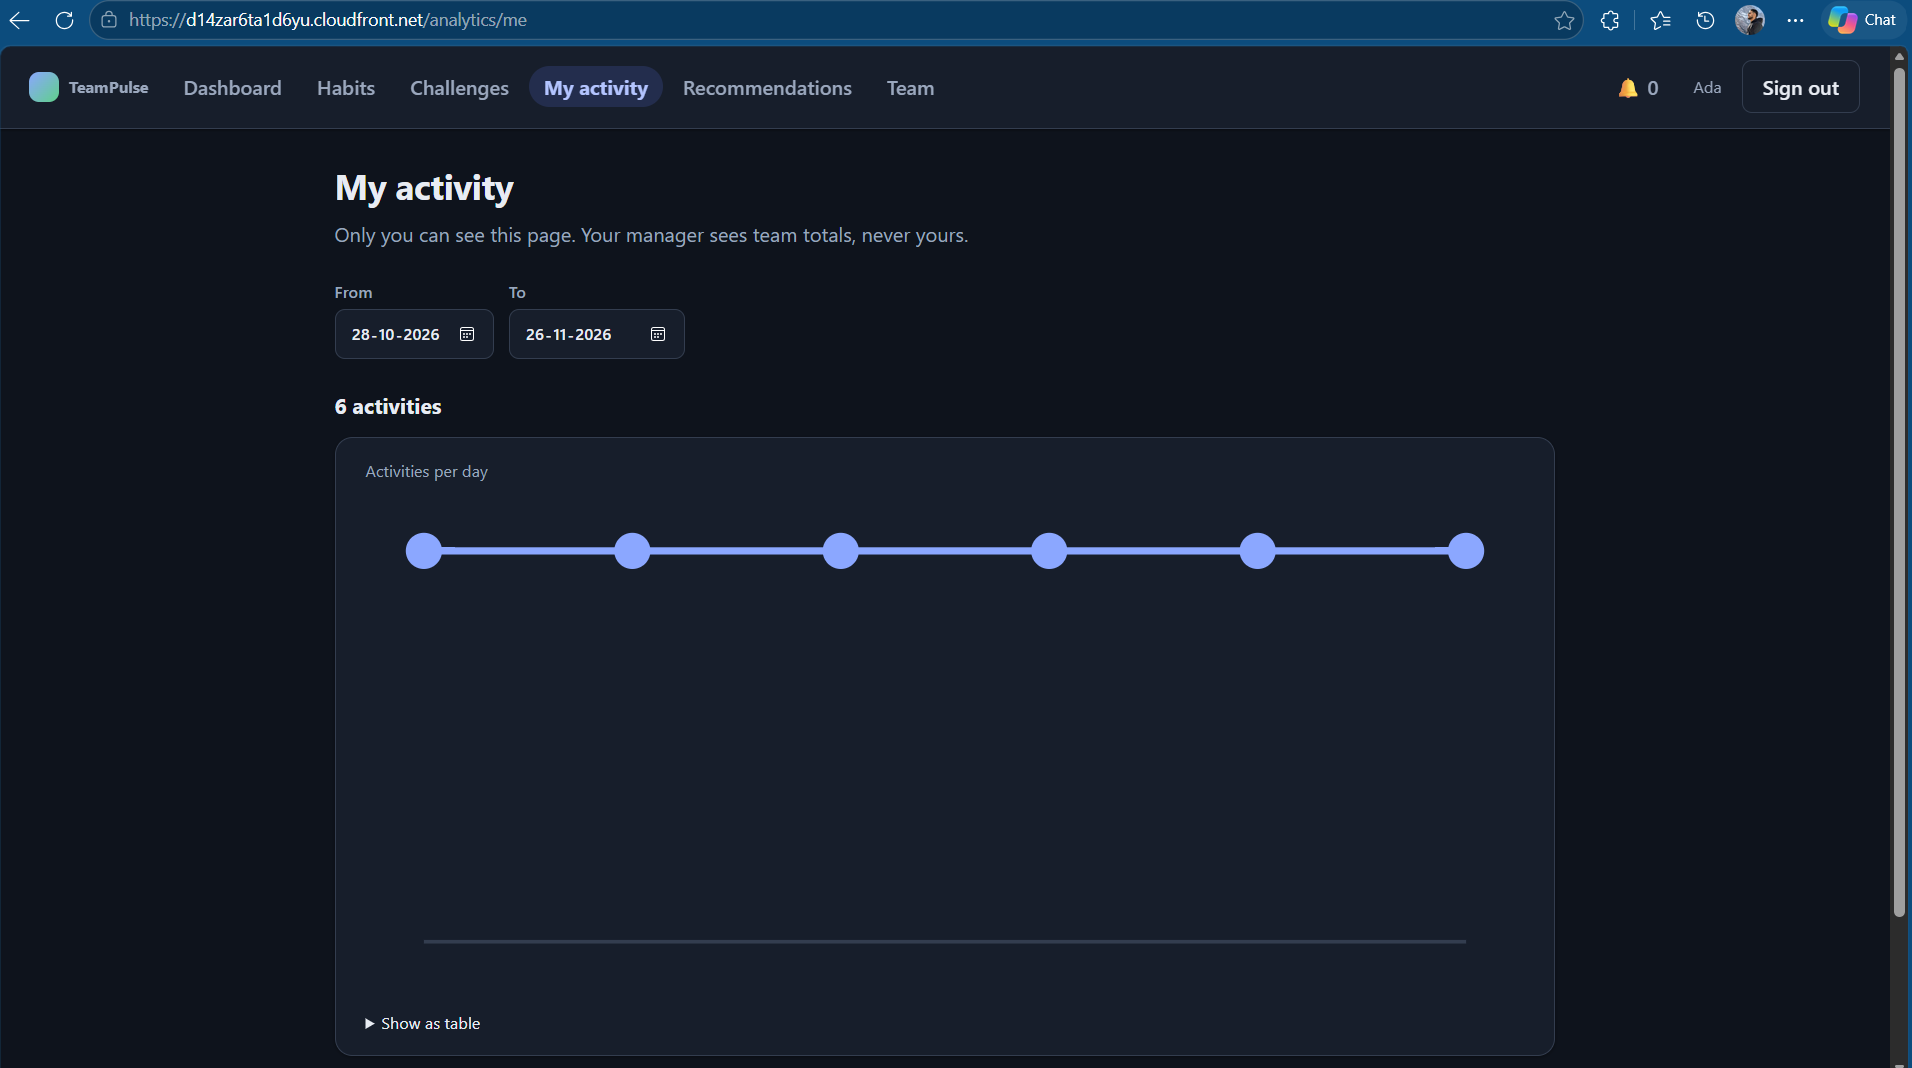 https://d14zar6ta1d6yu.cloudfront.net/analytics/me
Chat
TeamPulse Dashboard Habits Challenges My activity Recommendations Team 0 Ada Sign out
My activity
Only you can see this page. Your manager sees team totals, never yours.
From To
28-10-2026 26-11-2026
6 activities
Activities per day
Show as table